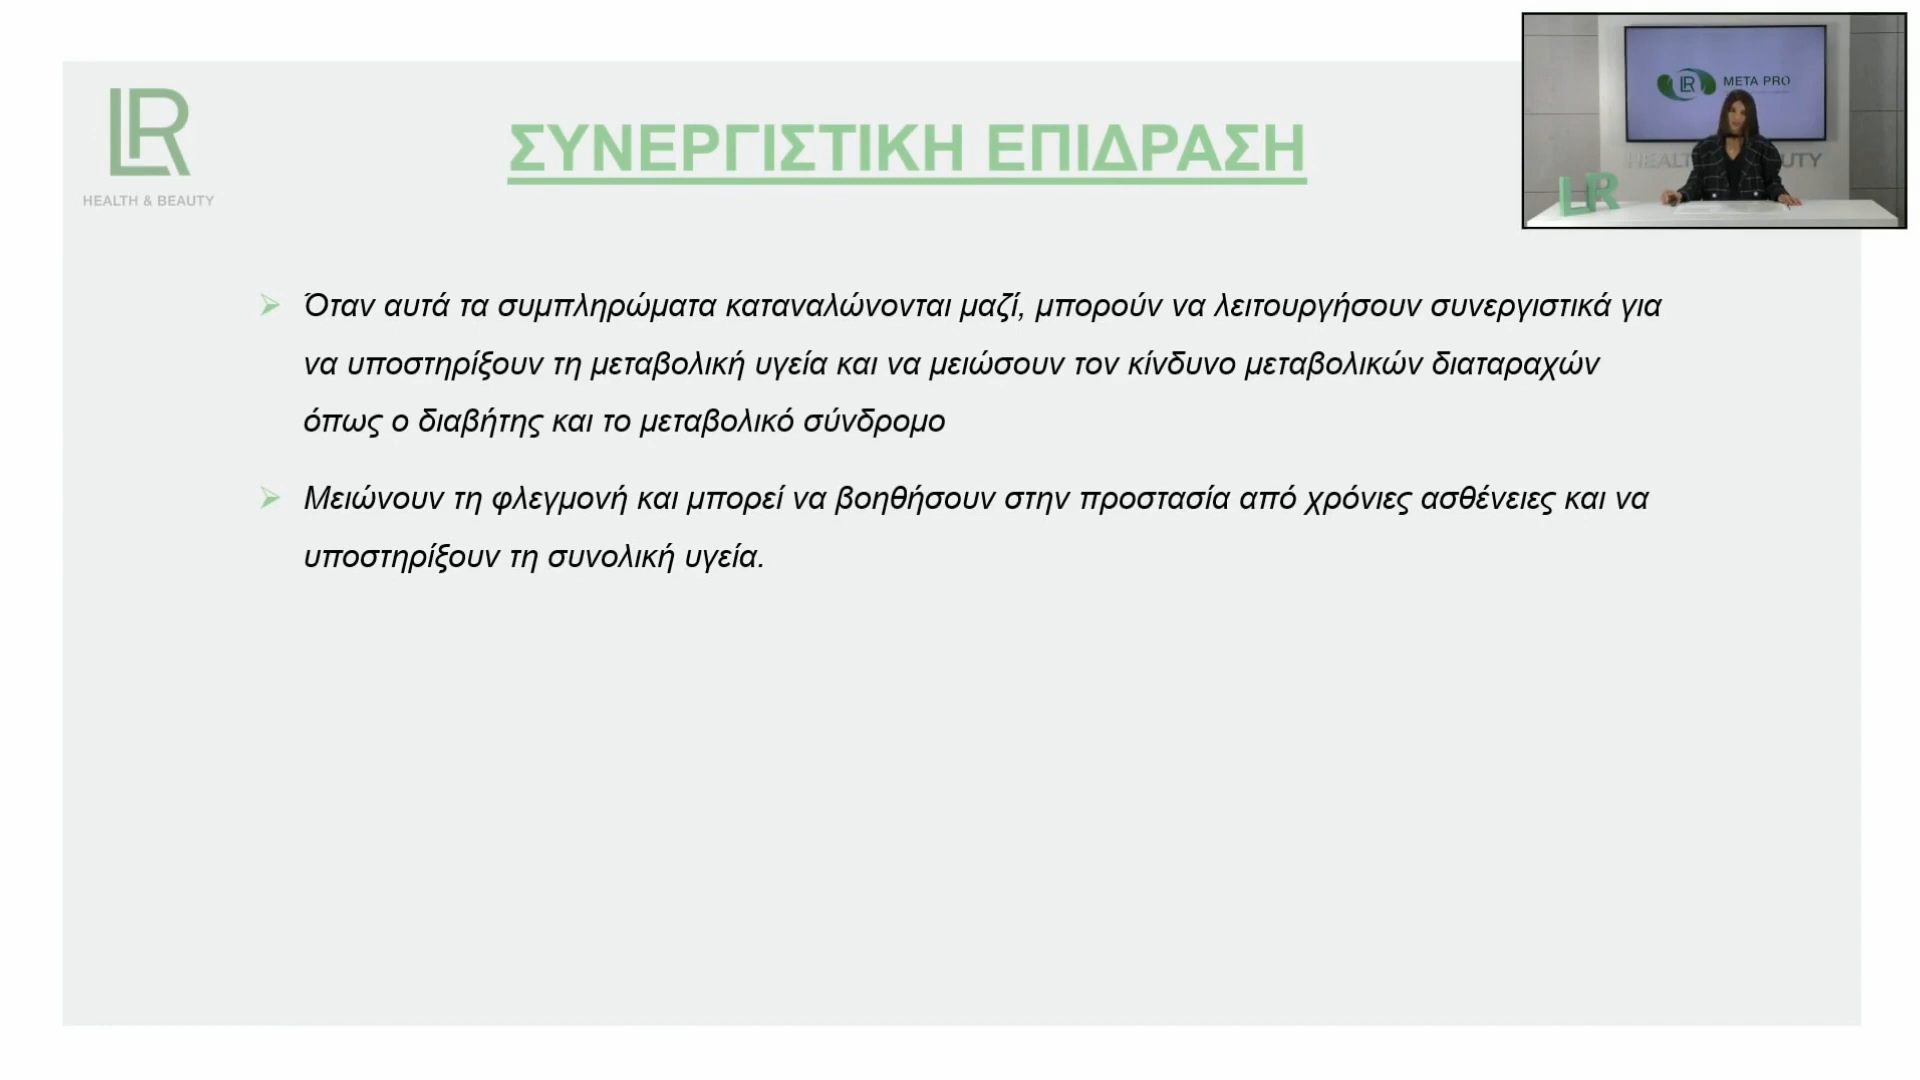 LR
HEALTH & BEAUTY
ΣΥΝΕΡΓΙΣΤΙΚΗ ΕΠΙΔΡΑΣΗ
Όταν αυτά τα συμπληρώματα καταναλώνονται μαζί, μπορούν να λειτουργήσουν συνεργιστικά για
να υποστηρίξουν τη μεταβολική υγεία και να μειώσουν τον κίνδυνο μεταβολικών διαταραχών
όπως ο διαβήτης και το μεταβολικό σύνδρομο
Μειώνουν τη φλεγμονή και μπορεί να βοηθήσουν στην προστασία από χρόνιες ασθένειες και να
υποστηρίξουν τη συνολική υγεία.
LR META PRO
LR